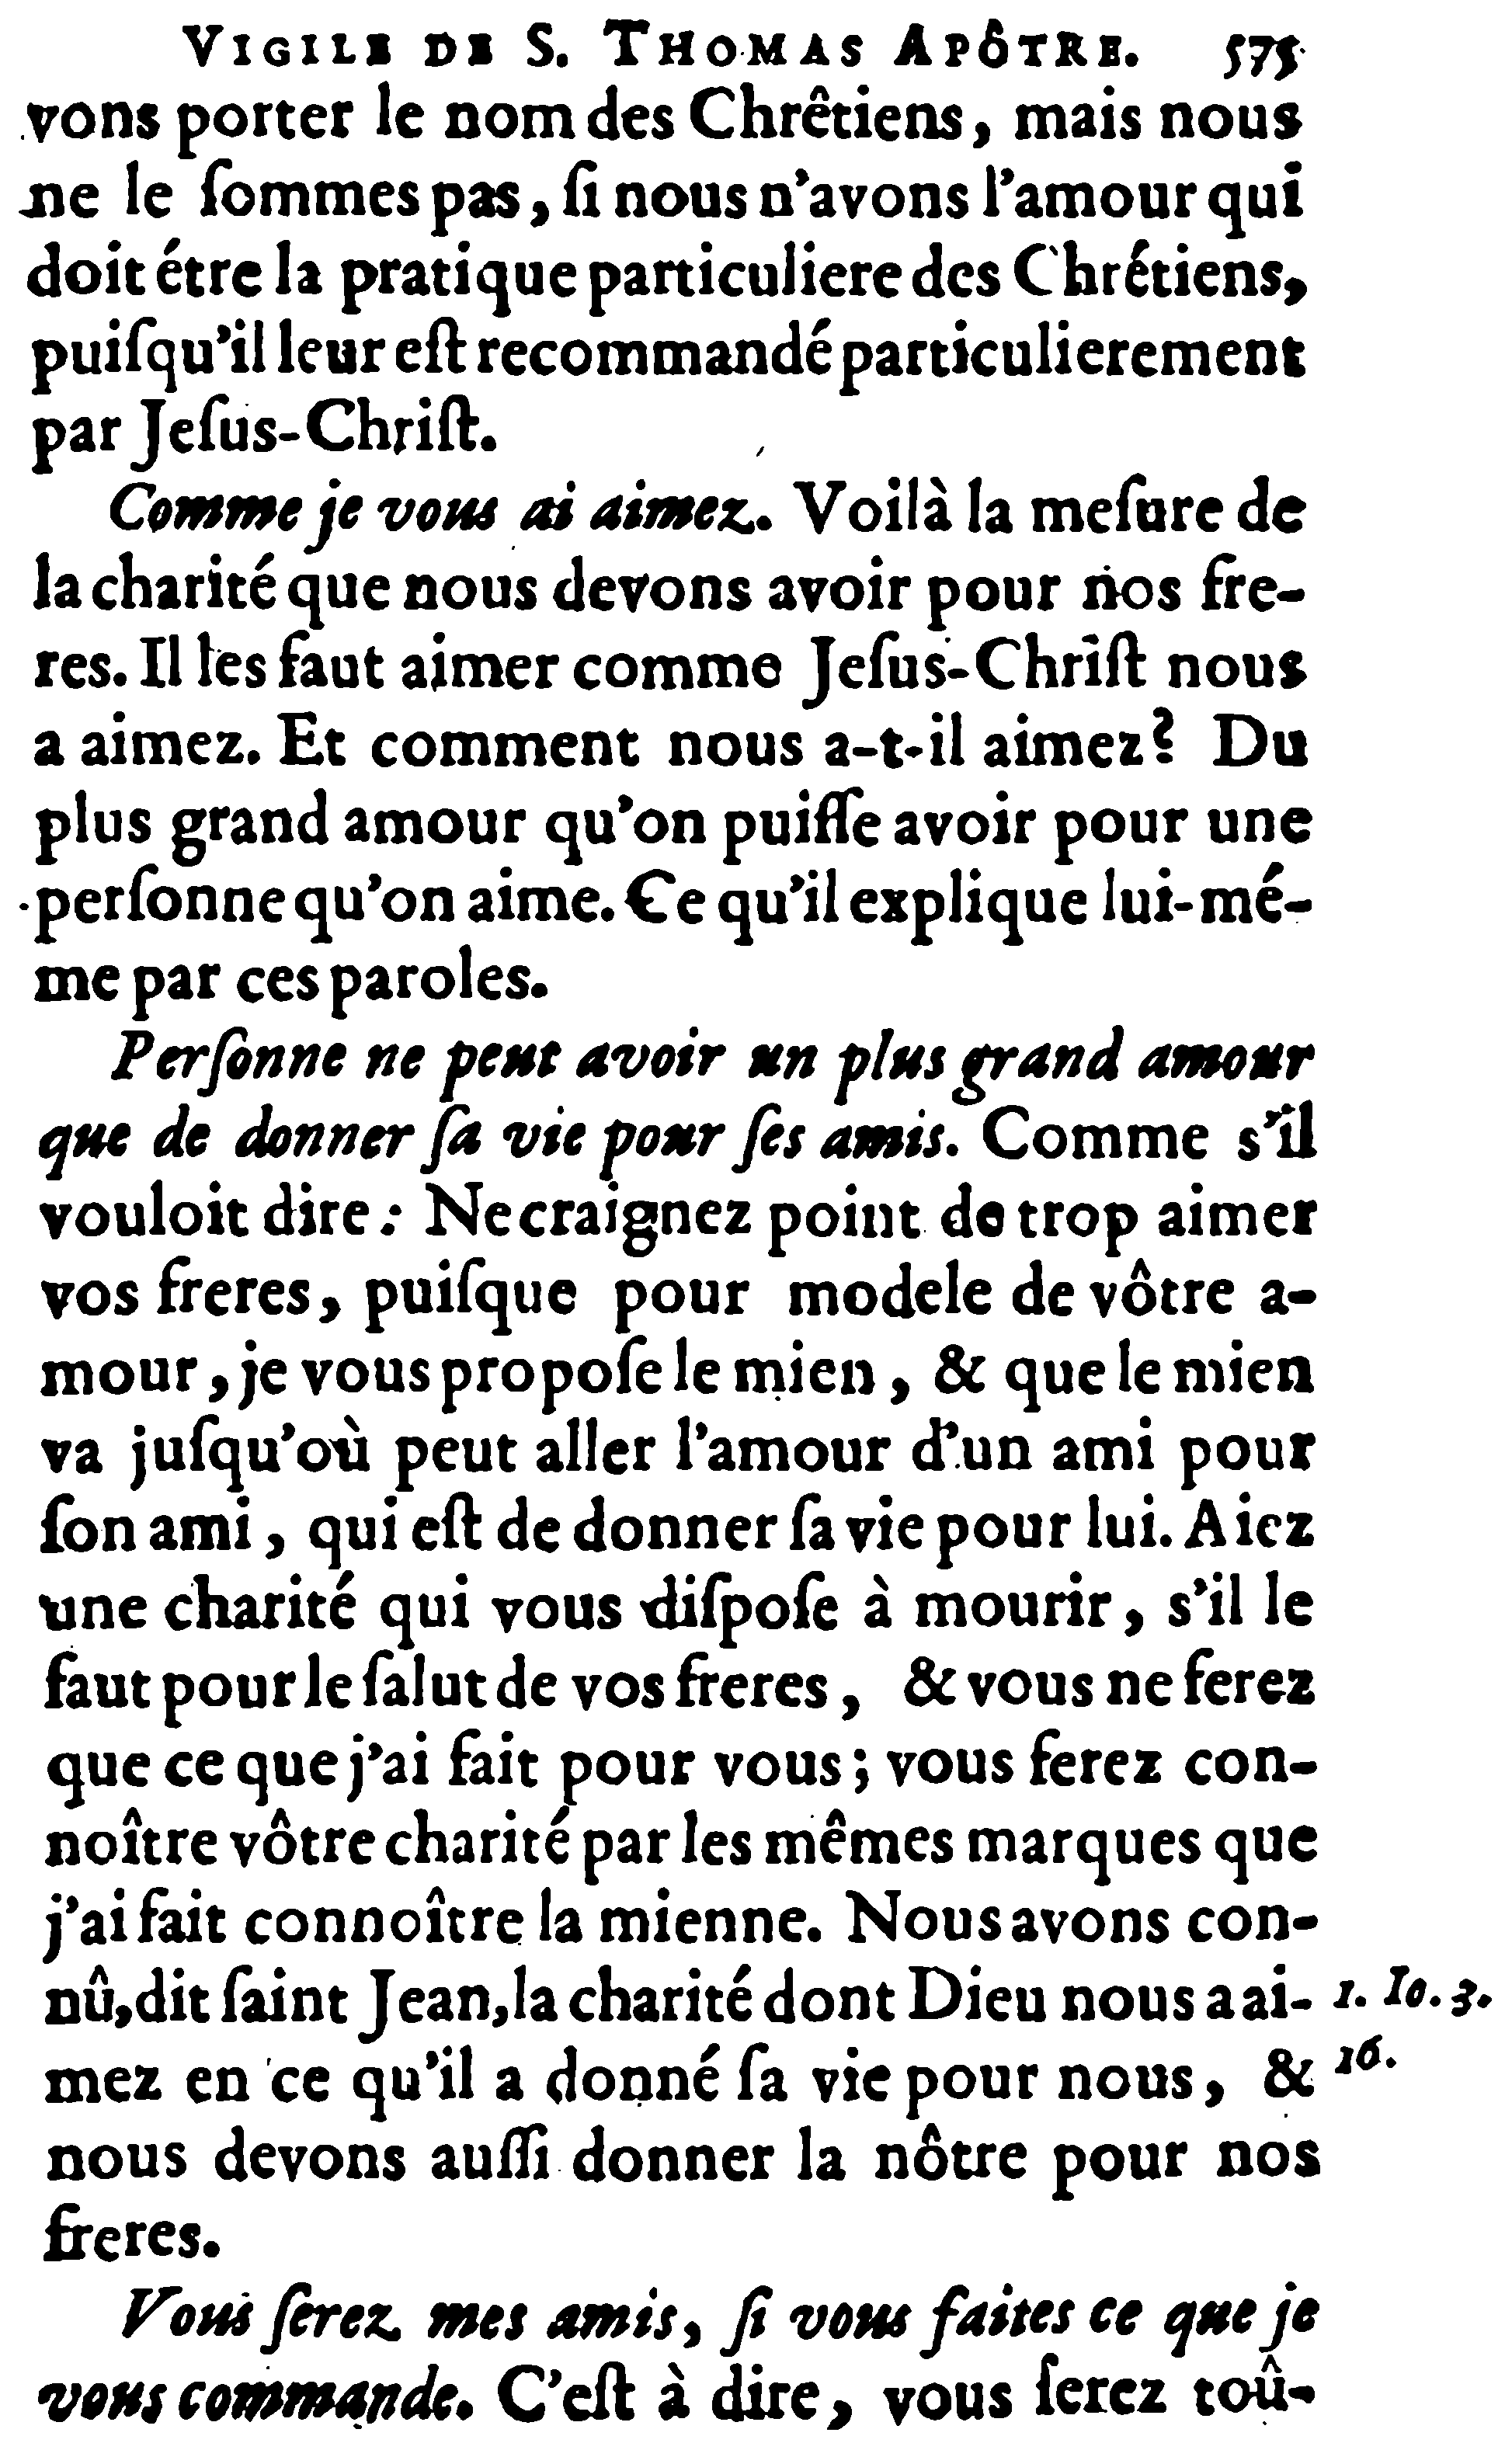 VIGILE DE S. THOMAS APÔTRE. 575
vons porter le nom des Chrêtiens, mais nous
ne le ſommes pas, ſi nous n'avons l'amour qui
doit étre la pratique particuliere des Chrétiens,
puiſqu'il leur eſt recommandé particulierement
par Jeſus-Chriſt.
Comme je vous ai aimez. Voilà la meſure de
la charité que nous devons avoir pour nos fre-
res. Il les faut aimer comme Jeſus-Chriſt nous
a aimez. Et comment nous a-t-il aimez? Du
plus grand amour qu'on puiſſe avoir pour une
perſonne qu'on aime. Ce qu'il explique lui-mé-
me par ces paroles.
Perſonne ne peut avoir un plus grand amour
que de donner ſa vie pour ſes amis. Comme s'il
vouloit dire: Ne craignez point de trop aimer
vos freres, puiſque pour modele de vôtre a-
mour, je vous propoſe le mien, & que le mien
va juſqu'où peut aller l'amour d'un ami pour
ſon ami, qui eſt de donner ſa vie pour lui. Aiez
une charité qui vous diſpoſe à mourir, s'il le
faut pour le ſalut de vos freres, & vous ne ferez
que ce que j'ai fait pour vous; vous ferez con-
noître vôtre charité par les mêmes marques que
j'ai fait connoître la mienne. Nous avons con-
nû, dit ſaint Jean, la charité dont Dieu nous a ai- 1. Io. 3.
mez en ce qu'il a donné ſa vie pour nous, & 16.
nous devons auſſi donner la nôtre pour nos
freres.
Vous ſerez mes amis, ſi vous faites ce que je
vous commande. C'eſt à dire, vous ſerez toû-